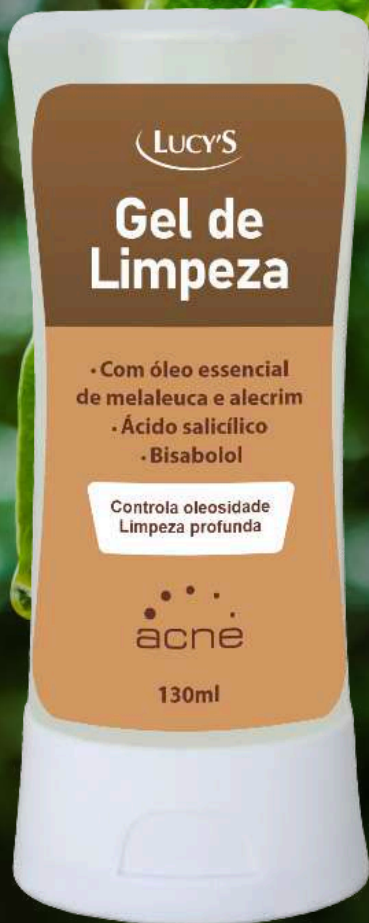 LUCY'S
Gel de
Limpeza
• Com óleo essencial
de melaleuca e alecrim
• Ácido salicílico
• Bisabolol
Controla oleosidade
Limpeza profunda
acne
130ml